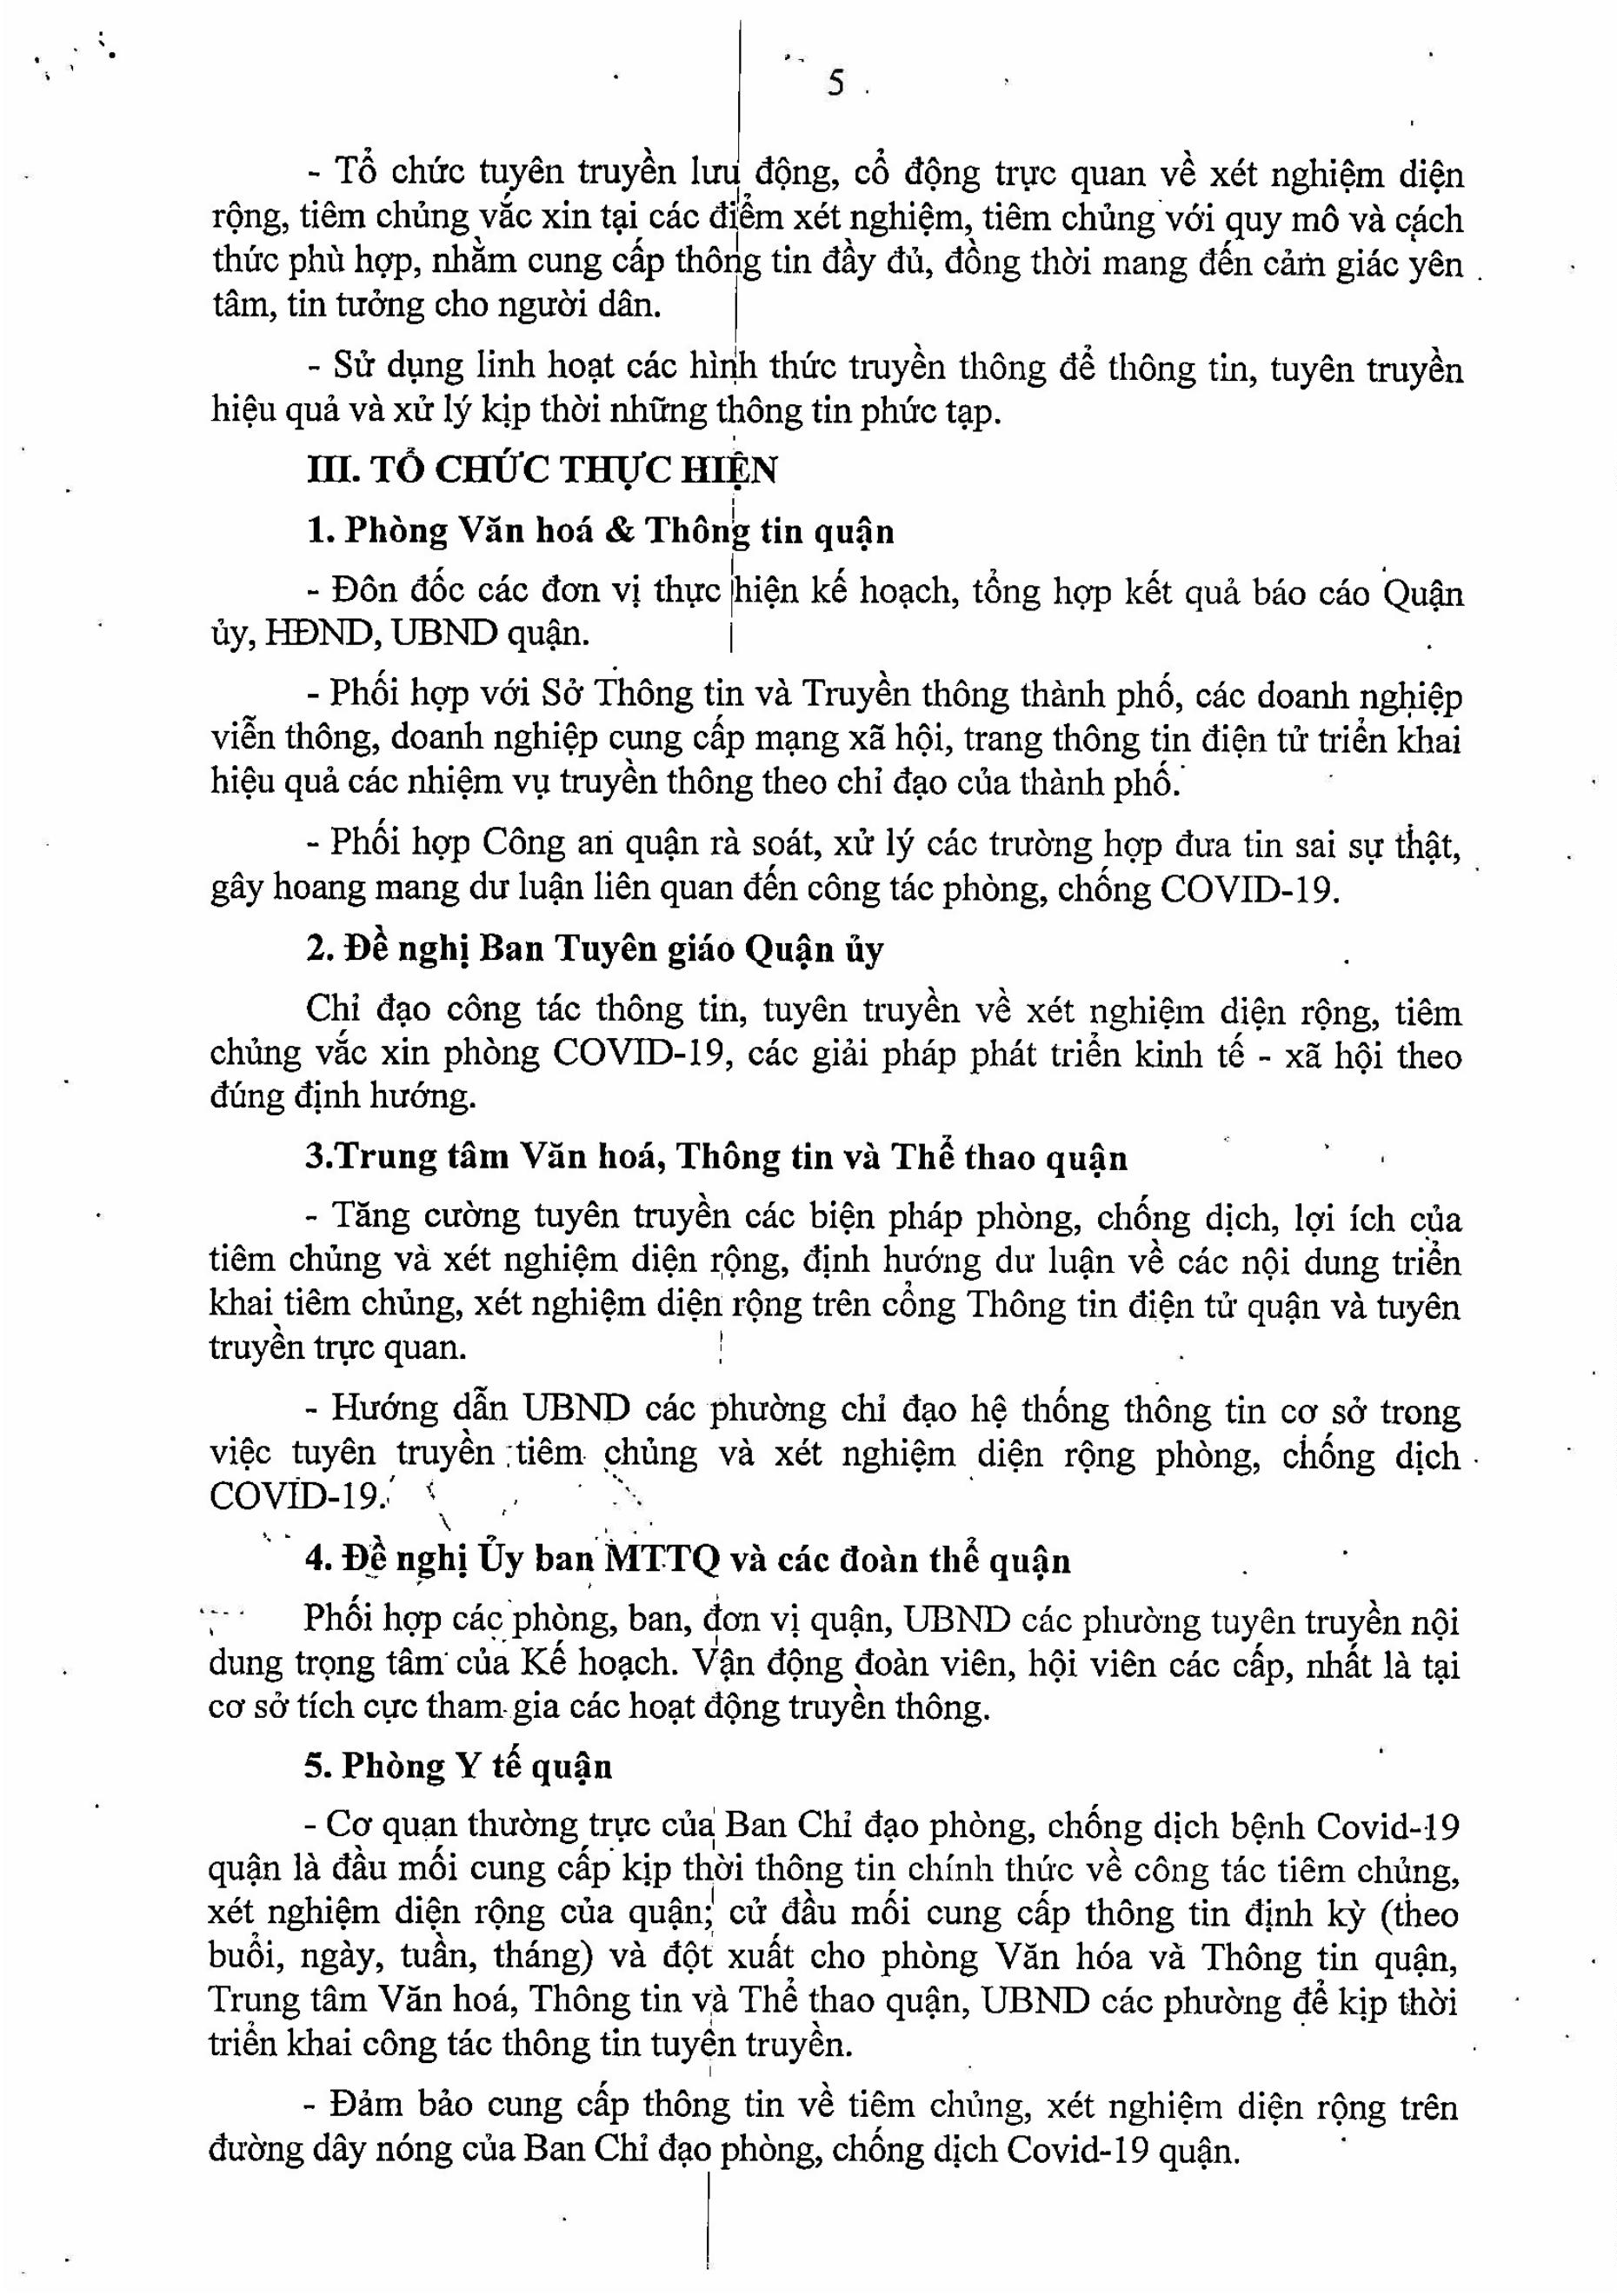 5
- Tổ chức tuyên truyền lưu động, cổ động trực quan về xét nghiệm diện
rộng, tiêm chủng vắc xin tại các điểm xét nghiệm, tiêm chủng với quy mô và cách
thức phù hợp, nhằm cung cấp thông tin đầy đủ, đồng thời mang đến cảm giác yên
tâm, tin tưởng cho người dân.
- Sử dụng linh hoạt các hình thức truyền thông để thông tin, tuyên truyền
hiệu quả và xử lý kịp thời những thông tin phức tạp.
III. TỔ CHỨC THỰC HIỆN
1. Phòng Văn hoá & Thông tin quận
- Đôn đốc các đơn vị thực hiện kế hoạch, tổng hợp kết quả báo cáo Quận
ủy, HĐND, UBND quận.
- Phối hợp với Sở Thông tin và Truyền thông thành phố, các doanh nghiệp
viễn thông, doanh nghiệp cung cấp mạng xã hội, trang thông tin điện tử triển khai
hiệu quả các nhiệm vụ truyền thông theo chỉ đạo của thành phố.
- Phối hợp Công an quận rà soát, xử lý các trường hợp đưa tin sai sự thật,
gây hoang mang dư luận liên quan đến công tác phòng, chống COVID-19.
2. Đề nghị Ban Tuyên giáo Quận ủy
Chỉ đạo công tác thông tin, tuyên truyền về xét nghiệm diện rộng, tiêm
chủng vắc xin phòng COVID-19, các giải pháp phát triển kinh tế - xã hội theo
đúng định hướng.
3.Trung tâm Văn hoá, Thông tin và Thể thao quận
- Tăng cường tuyên truyền các biện pháp phòng, chống dịch, lợi ích của
tiêm chủng và xét nghiệm diện rộng, định hướng dư luận về các nội dung triển
khai tiêm chủng, xét nghiệm diện rộng trên cổng Thông tin điện tử quận và tuyên
truyền trực quan.
- Hướng dẫn UBND các phường chỉ đạo hệ thống thông tin cơ sở trong
việc tuyên truyền tiêm chủng và xét nghiệm diện rộng phòng, chống dịch
COVID-19.
4. Đề nghị Ủy ban MTTQ và các đoàn thể quận
Phối hợp các phòng, ban, đơn vị quận, UBND các phường tuyên truyền nội
dung trọng tâm của Kế hoạch. Vận động đoàn viên, hội viên các cấp, nhất là tại
cơ sở tích cực tham gia các hoạt động truyền thông.
5. Phòng Y tế quận
- Cơ quan thường trực của Ban Chỉ đạo phòng, chống dịch bệnh Covid-19
quận là đầu mối cung cấp kịp thời thông tin chính thức về công tác tiêm chủng,
xét nghiệm diện rộng của quận; cử đầu mối cung cấp thông tin định kỳ (theo
buổi, ngày, tuần, tháng) và đột xuất cho phòng Văn hóa và Thông tin quận,
Trung tâm Văn hoá, Thông tin và Thể thao quận, UBND các phường để kịp thời
triển khai công tác thông tin tuyên truyền.
- Đảm bảo cung cấp thông tin về tiêm chủng, xét nghiệm diện rộng trên
đường dây nóng của Ban Chỉ đạo phòng, chống dịch Covid-19 quận.